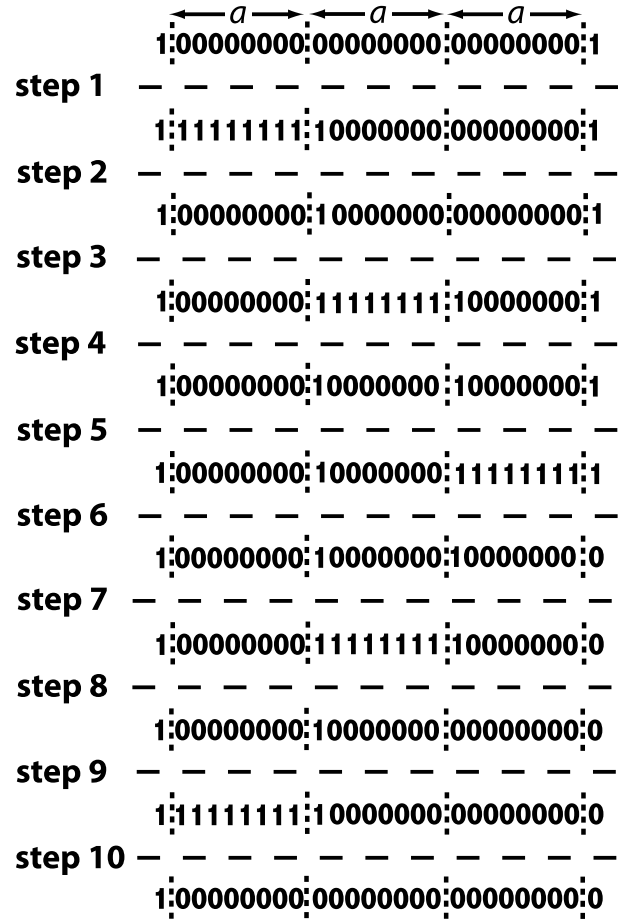 a a a
1 00000000 00000000 00000000 1
step 1
1 11111111 10000000 00000000 1
step 2
1 00000000 10000000 00000000 1
step 3
1 00000000 11111111 10000000 1
step 4
1 00000000 10000000 10000000 1
step 5
1 00000000 10000000 11111111 1
step 6
1 00000000 10000000 10000000 0
step 7
1 00000000 11111111 10000000 0
step 8
1 00000000 10000000 00000000 0
step 9
1 11111111 10000000 00000000 0
step 10
1 00000000 00000000 00000000 0